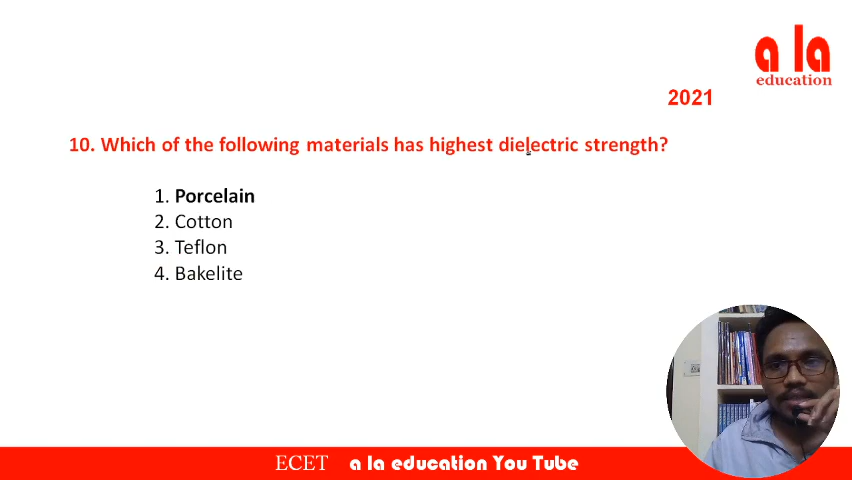 a la
education
2021
10. Which of the following materials has highest dielectric strength?
1. Porcelain
2. Cotton
3. Teflon
4. Bakelite
ECET a la education You Tube